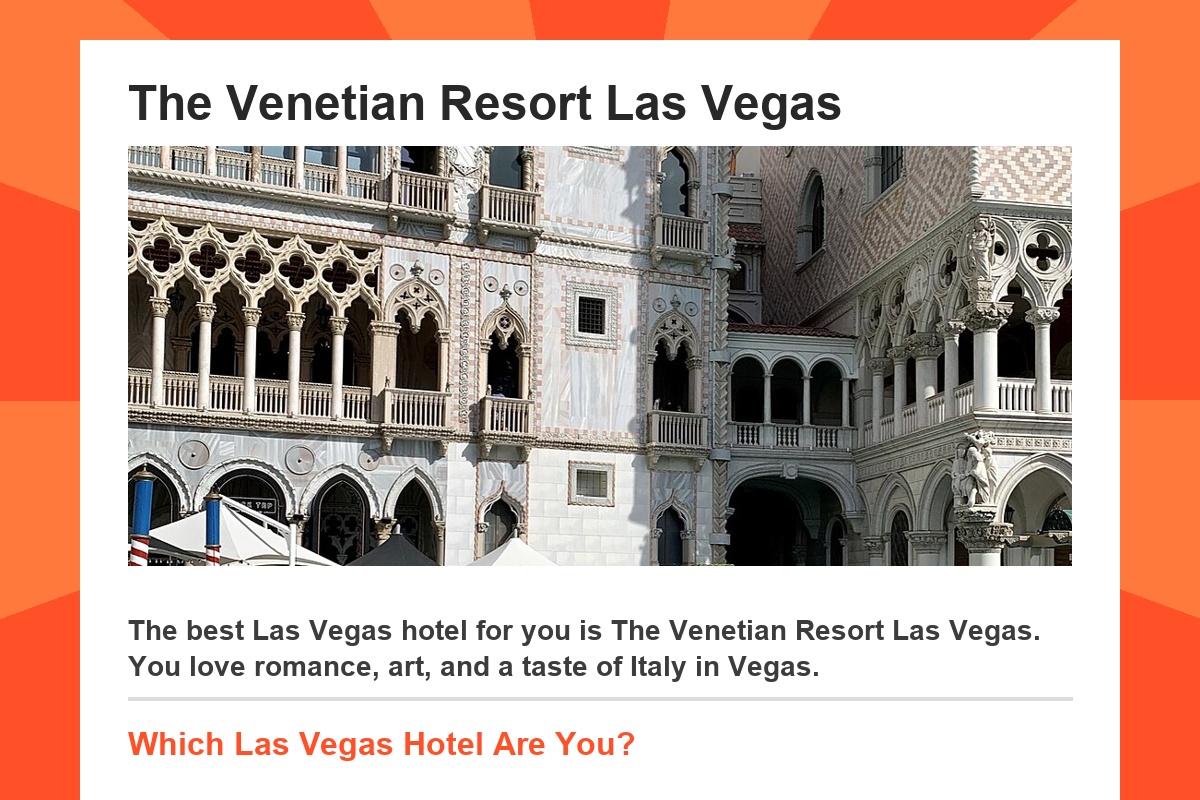 The Venetian Resort Las Vegas
The best Las Vegas hotel for you is The Venetian Resort Las Vegas.
You love romance, art, and a taste of Italy in Vegas.
Which Las Vegas Hotel Are You?